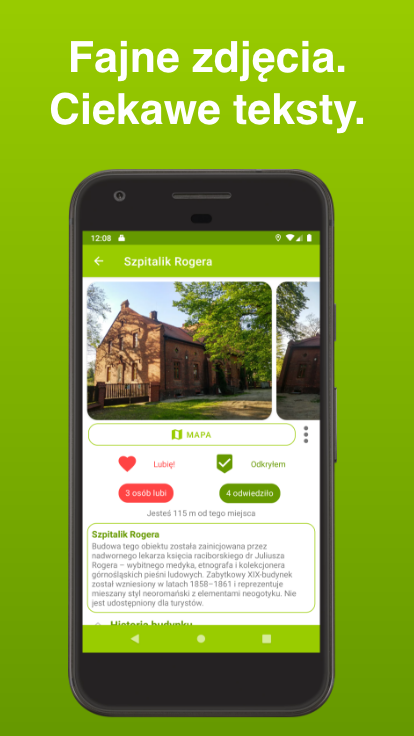 Fajne zdjęcia.
Ciekawe teksty.
12:08
Szpitalik Rogera
MAPA
Lubię!
Odkryłem
3 osób lubi
4 odwiedziło
Jesteś 115 m od tego miejsca
Szpitalik Rogera
Budowa tego obiektu została zainicjowana przez
nadwornego lekarza księcia raciborskiego dr Juliusza
Rogera – wybitnego medyka, etnografa i kolekcjonera
górnośląskich pieśni ludowych. Zabytkowy XIX-budynek
został wzniesiony w latach 1858–1861 i reprezentuje
mieszany styl neoromański z elementami neogotyku. Nie
jest udostępniony dla turystów.
Historia budynku